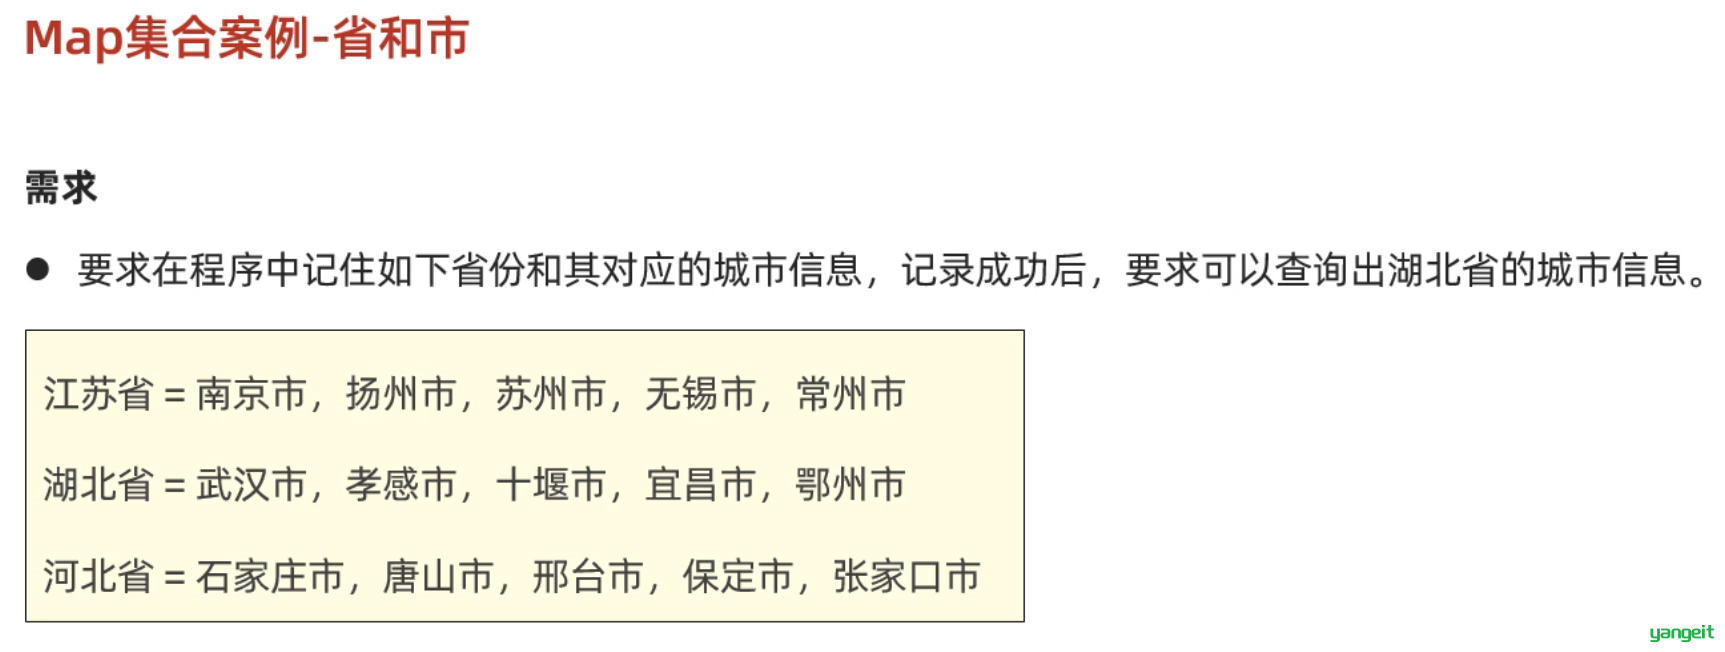 Map集合案例-省和市
需求
● 要求在程序中记住如下省份和其对应的城市信息，记录成功后，要求可以查询出湖北省的城市信息。
江苏省 = 南京市，扬州市，苏州市，无锡市，常州市
湖北省 = 武汉市，孝感市，十堰市，宜昌市，鄂州市
河北省 = 石家庄市，唐山市，邢台市，保定市，张家口市
yangeit